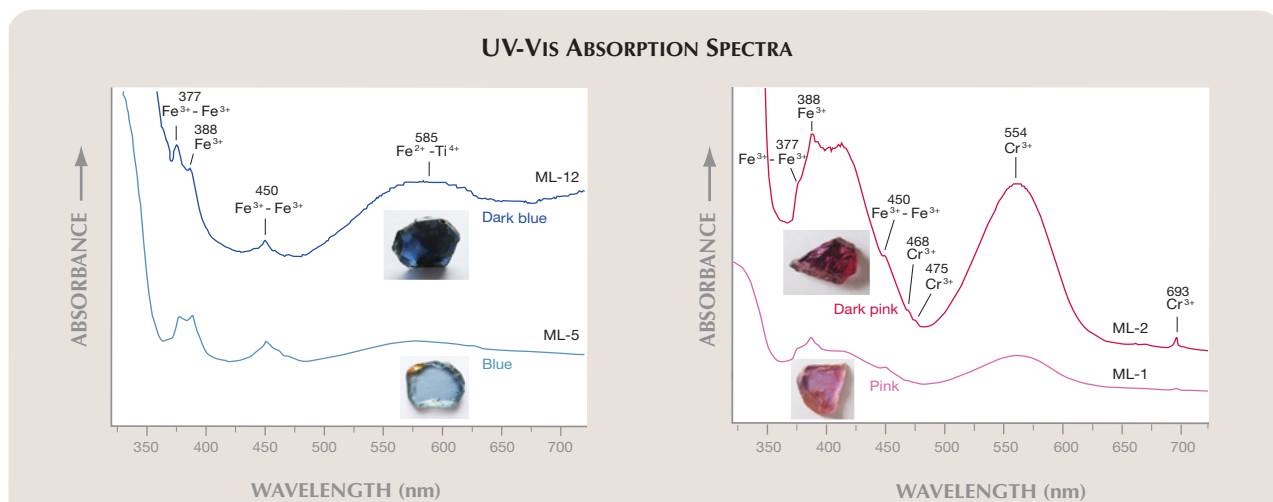 UV-VIS ABSORPTION SPECTRA
ABSORBANCE
377
Fe³⁺- Fe³⁺
388
Fe³⁺
450
Fe³⁺- Fe³⁺
585
Fe²⁺ -Ti⁴⁺
ML-12
Dark blue
ML-5
Blue
350 400 450 500 550 600 650 700
WAVELENGTH (nm)
ABSORBANCE
388
Fe³⁺
377
Fe³⁺- Fe³⁺
450
Fe³⁺- Fe³⁺
468
Cr³⁺
475
Cr³⁺
554
Cr³⁺
693
Cr³⁺
Dark pink
ML-2
ML-1
Pink
350 400 450 500 550 600 650 700
WAVELENGTH (nm)